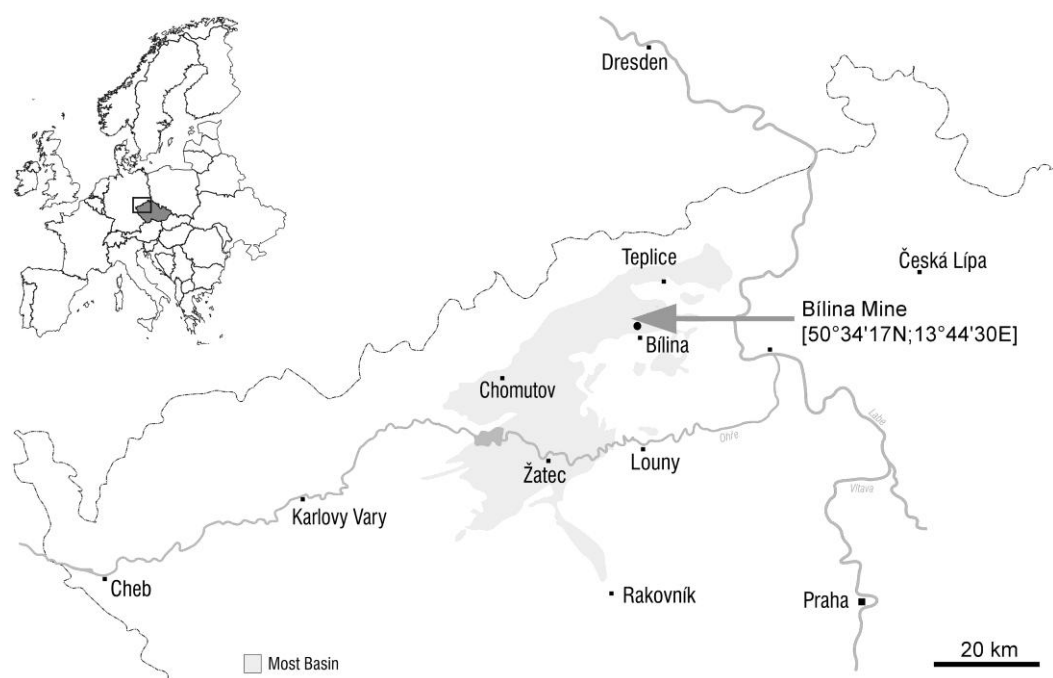 Dresden
Teplice
Česká Lípa
Bílina Mine
[50°34'17N;13°44'30E]
Bílina
Chomutov
Labe
Ohře
Louny
Žatec
Vltava
Karlovy Vary
Cheb
Rakovník
Praha
20 km
Most Basin